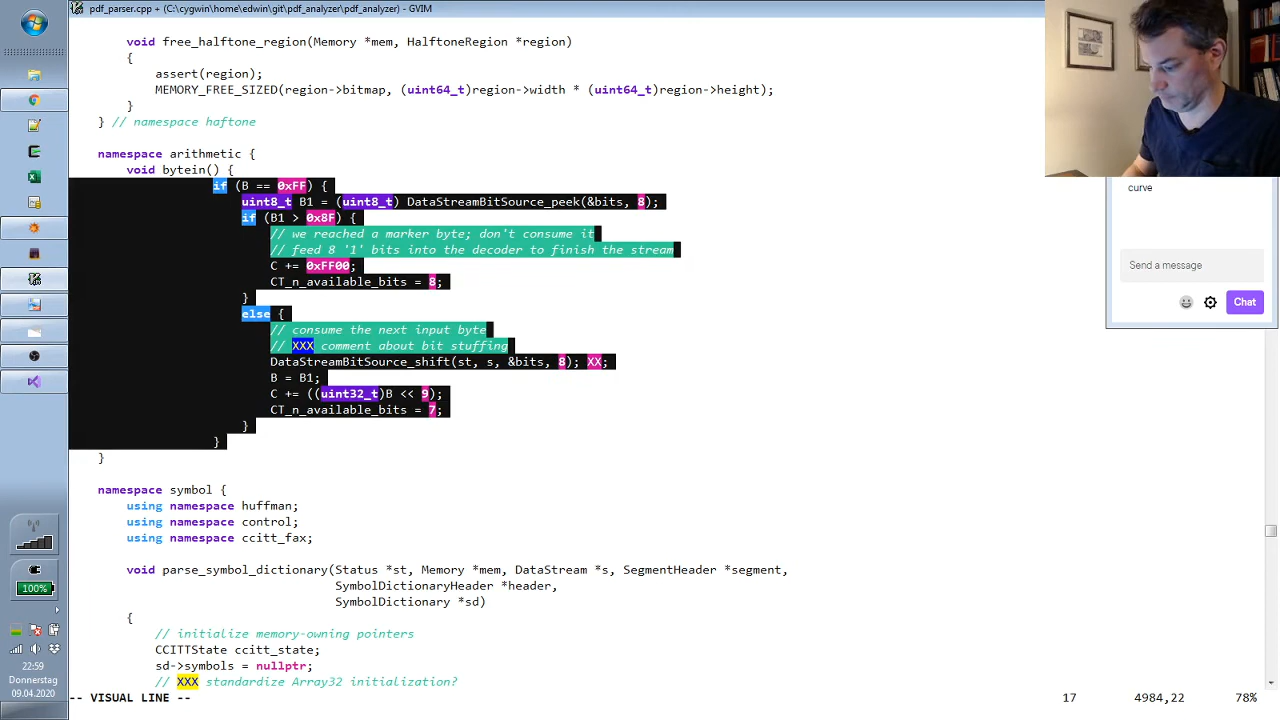 pdf_parser.cpp + (C:\cygwin\home\edwin\git\pdf_analyzer\pdf_analyzer) - GVIM
void free_halftone_region(Memory *mem, HalftoneRegion *region)
{
assert(region);
MEMORY_FREE_SIZED(region->bitmap, (uint64_t)region->width * (uint64_t)region->height);
}
} // namespace haftone
namespace arithmetic {
void bytein() {
if (B == 0xFF) {
uint8_t B1 = (uint8_t) DataStreamBitSource_peek(&bits, 8);
if (B1 > 0x8F) {
// we reached a marker byte; don't consume it
// feed 8 '1' bits into the decoder to finish the stream
C += 0xFF00;
CT_n_available_bits = 8;
}
else {
// consume the next input byte
// XXX comment about bit stuffing
DataStreamBitSource_shift(st, s, &bits, 8); XX;
B = B1;
C += ((uint32_t)B << 9);
CT_n_available_bits = 7;
}
}
}
namespace symbol {
using namespace huffman;
using namespace control;
using namespace ccitt_fax;
void parse_symbol_dictionary(Status *st, Memory *mem, DataStream *s, SegmentHeader *segment,
SymbolDictionaryHeader *header,
SymbolDictionary *sd)
{
// initialize memory-owning pointers
CCITTState ccitt_state;
sd->symbols = nullptr;
// XXX standardize Array32 initialization?
-- VISUAL LINE -- 17 4984,22 78%
curve
Send a message
Chat
100%
22:59
Donnerstag
09.04.2020